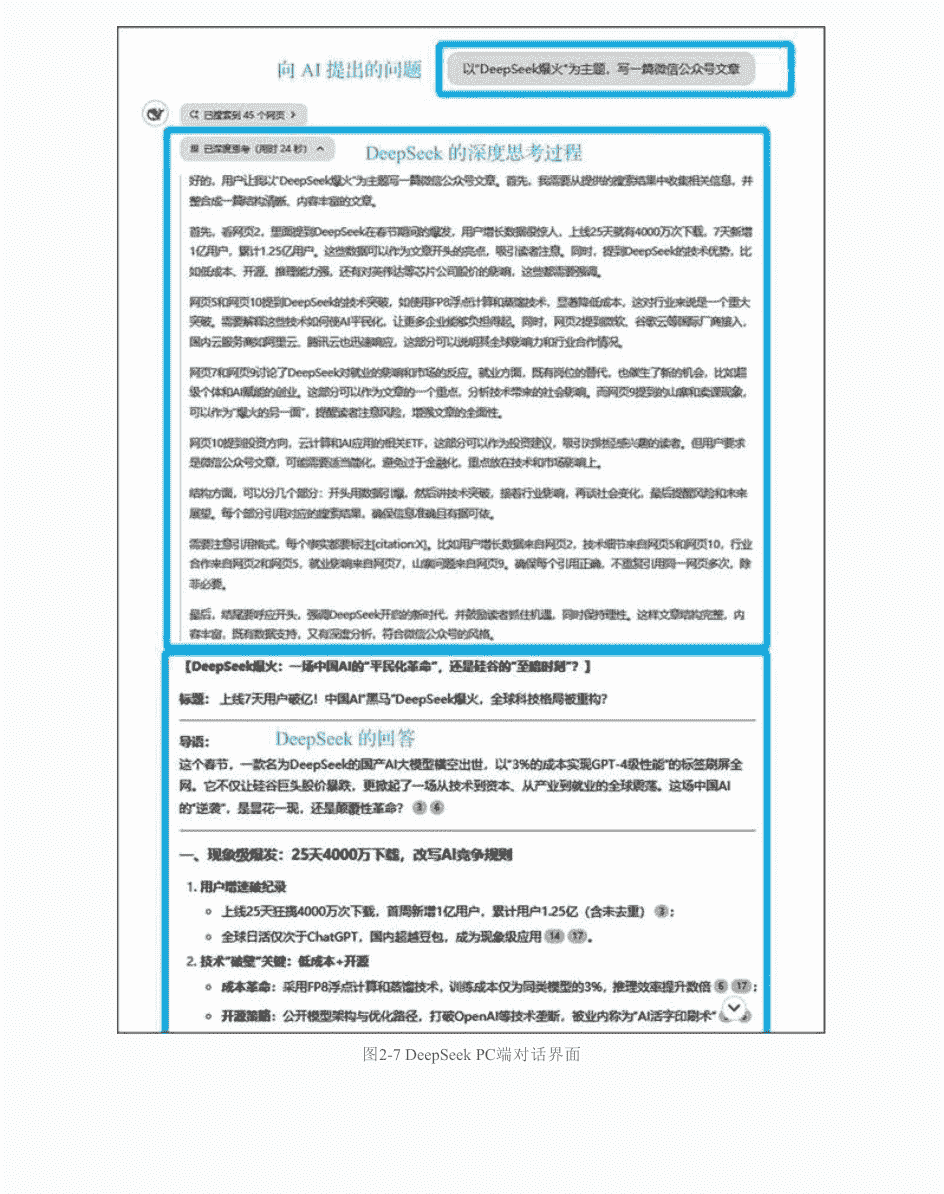 向 AI 提出的问题
以"DeepSeek爆火"为主题，写一篇微信公众号文章
已搜索到 45 个网页 >
已深度思考（用时 24 秒）
DeepSeek 的深度思考过程
好的，用户让我以"DeepSeek爆火"为主题写一篇微信公众号文章。首先，我需要从提供的搜索结果中收集相关信息，并
整合成一篇结构清晰、内容丰富的文章。
首先，看网页2，里面提到DeepSeek在春节期间的爆发，用户增长数据很惊人，上线25天就有4000万次下载，7天新增
1亿用户，累计1.25亿用户。这些数据可以作为文章开头的亮点，吸引读者注意。同时，提到DeepSeek的技术优势，比
如低成本、开源、推理能力强，还有对英伟达等芯片公司股价的影响，这些都需要强调。
网页5和网页10提到DeepSeek的技术突破，如使用FP8浮点计算和蒸馏技术，显著降低成本，这对行业来说是一个重大
突破。需要解释这些技术如何使AI平民化，让更多企业能够负担得起。同时，网页2提到微软、谷歌云等国际厂商接入，
国内云服务商如阿里云、腾讯云也迅速响应，这部分可以说明其全球影响力和行业合作情况。
网页7和网页9讨论了DeepSeek对就业的影响和市场的反应。就业方面，既有岗位的替代，也催生了新的机会，比如超
级个体和AI赋能的创业。这部分可以作为文章的一个重点，分析技术带来的社会影响。而网页9提到的山寨和卖课现象，
可以作为"爆火的另一面"，提醒读者注意风险，增强文章的全面性。
网页10提到投资方向，云计算和AI应用的相关ETF，这部分可以作为投资建议，吸引对财经感兴趣的读者。但用户要求
是微信公众号文章，可能需要适当简化，避免过于金融化，重点放在技术和市场影响上。
结构方面，可以分几个部分：开头用数据引爆，然后讲技术突破，接着行业影响，再谈社会变化，最后提醒风险和未来
展望。每个部分引用对应的搜索结果，确保信息准确且有据可依。
需要注意引用格式，每个事实都要标注[citation:X]。比如用户增长数据来自网页2，技术细节来自网页5和网页10，行业
合作来自网页2和网页5，就业影响来自网页7，山寨问题来自网页9。确保每个引用正确，不重复引用同一网页多次，除
非必要。
最后，结尾要呼应开头，强调DeepSeek开启的新时代，并鼓励读者抓住机遇，同时保持理性。这样文章结构完整，内
容丰富，既有数据支持，又有深度分析，符合微信公众号的风格。
【DeepSeek爆火：一场中国AI的"平民化革命"，还是硅谷的"至暗时刻"？】
标题： 上线7天用户破亿！中国AI"黑马"DeepSeek爆火，全球科技格局被重构？
导语：
DeepSeek 的回答
这个春节，一款名为DeepSeek的国产AI大模型横空出世，以"3%的成本实现GPT-4级性能"的标签刷屏全
网。它不仅让硅谷巨头股价暴跌，更掀起了一场从技术到资本、从产业到就业的全球震荡。这场中国AI
的"逆袭"，是昙花一现，还是颠覆性革命？ 3 6
一、现象级爆发：25天4000万下载，改写AI竞争规则
1. 用户增速破纪录
上线25天狂揽4000万次下载，首周新增1亿用户，累计用户1.25亿（含未去重） 3；
全球日活仅次于ChatGPT，国内超越豆包，成为现象级应用 14 17。
2. 技术"破壁"关键：低成本+开源
成本革命：采用FP8浮点计算和蒸馏技术，训练成本仅为同类模型的3%，推理效率提升数倍 6 17；
开源策略：公开模型架构与优化路径，打破OpenAI等技术垄断，被业内称为"AI活字印刷术"
图2-7 DeepSeek PC端对话界面